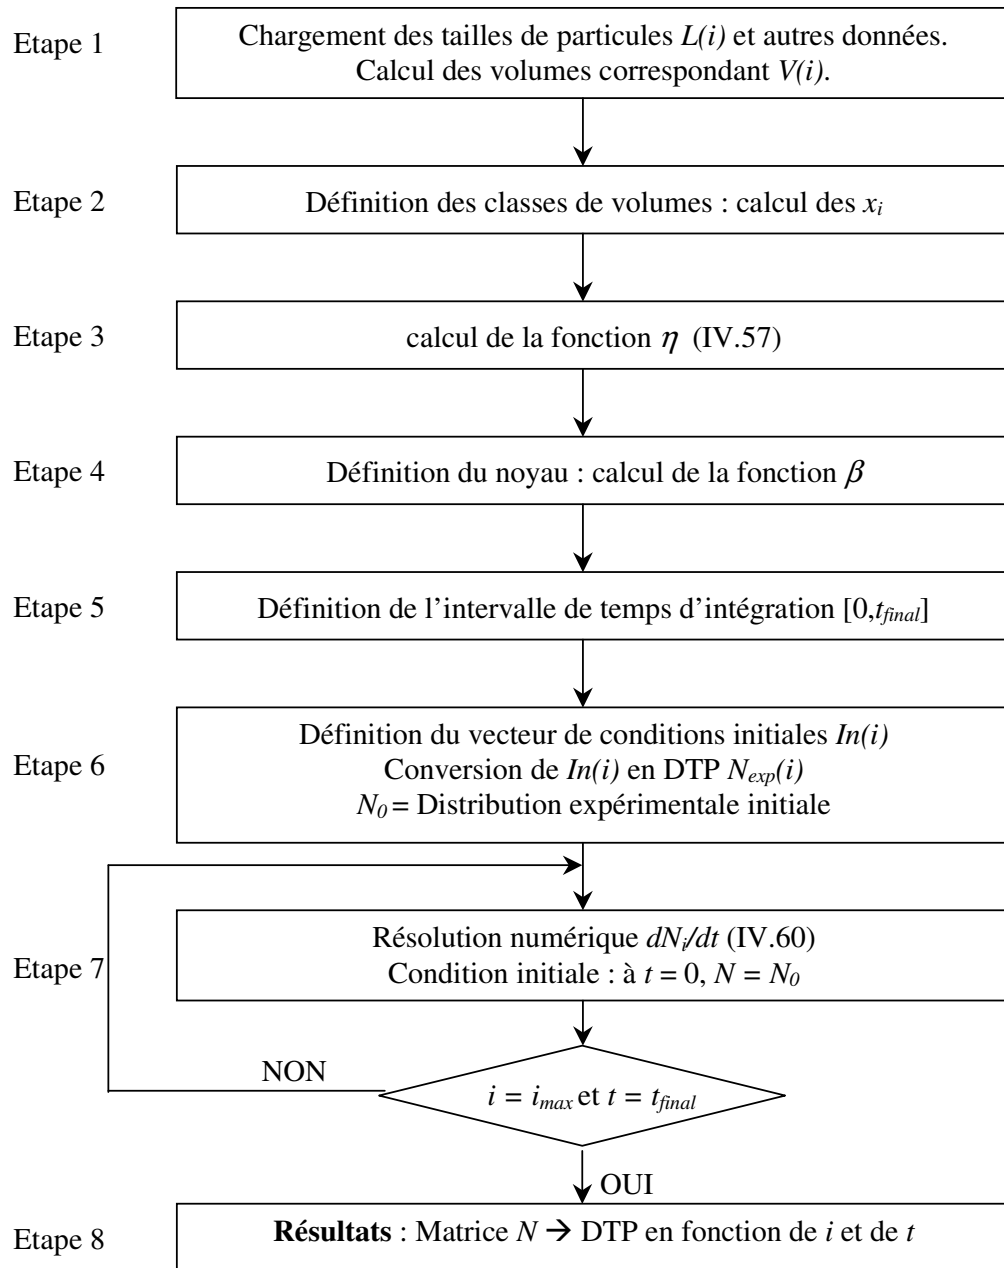 Etape 1
Chargement des tailles de particules L(i) et autres données.
Calcul des volumes correspondant V(i).
Etape 2
Définition des classes de volumes : calcul des xi
Etape 3
calcul de la fonction η (IV.57)
Etape 4
Définition du noyau : calcul de la fonction β
Etape 5
Définition de l’intervalle de temps d’intégration [0,tfinal]
Etape 6
Définition du vecteur de conditions initiales In(i)
Conversion de In(i) en DTP Nexp(i)
N0 = Distribution expérimentale initiale
Etape 7
Résolution numérique dNi/dt (IV.60)
Condition initiale : à t = 0, N = N0
NON
i = imax et t = tfinal
OUI
Etape 8
Résultats : Matrice N → DTP en fonction de i et de t